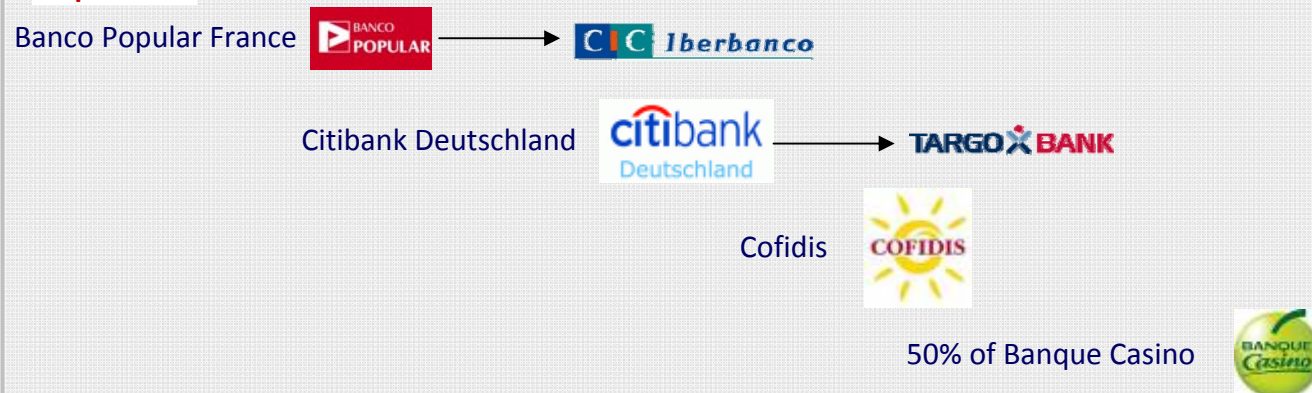 Banco Popular France
BANCO
POPULAR
CIC Iberbanco
Citibank Deutschland
citibank
Deutschland
TARGO BANK
Cofidis
COFIDIS
50% of Banque Casino
BANQUE
Casino